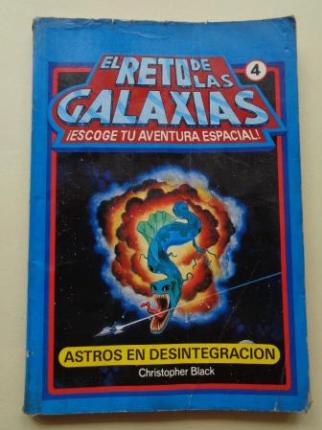 EL RETO DE LAS
4
GALAXIAS
¡ESCOGE TU AVENTURA ESPACIAL!
ASTROS EN DESINTEGRACION
Christopher Black